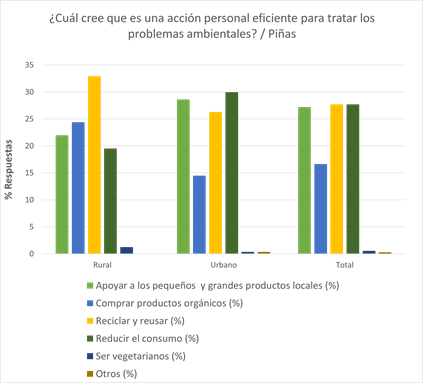 ¿Cuál cree que es una acción personal eficiente para tratar los
problemas ambientales? / Piñas
35
30
25
20
15
10
5
0
% Respuestas
Rural
Urbano
Total
Apoyar a los pequeños y grandes productos locales (%)
Comprar productos orgánicos (%)
Reciclar y reusar (%)
Reducir el consumo (%)
Ser vegetarianos (%)
Otros (%)